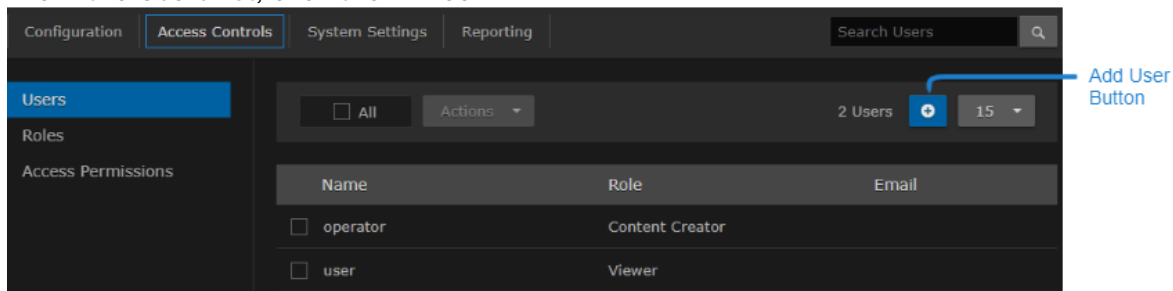 Configuration Access Controls System Settings Reporting Search Users
Add User
Button
Users
All Actions 2 Users 15
Roles
Access Permissions
Name Role Email
operator Content Creator
user Viewer